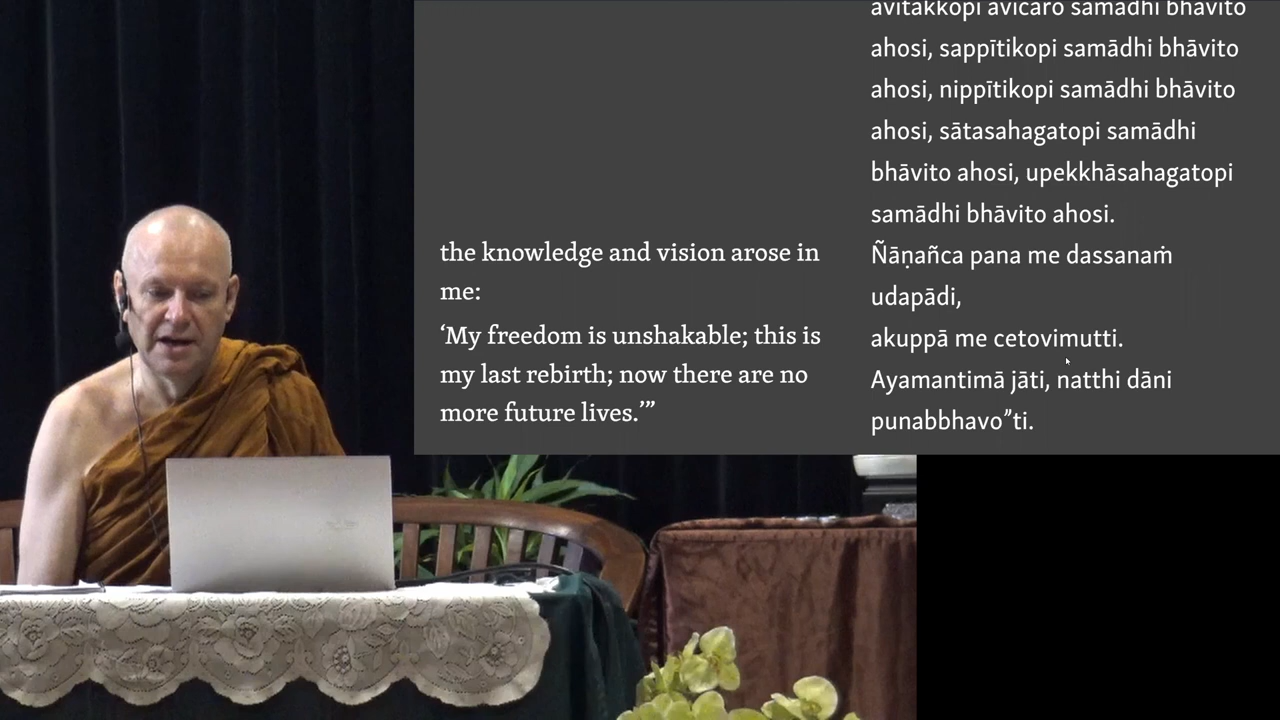 the knowledge and vision arose in
me:
‘My freedom is unshakable; this is
my last rebirth; now there are no
more future lives.’”
avitakkopi avicāro samādhi bhāvito
ahosi, sappītikopi samādhi bhāvito
ahosi, nippītikopi samādhi bhāvito
ahosi, sātasahagatopi samādhi
bhāvito ahosi, upekkhāsahagatopi
samādhi bhāvito ahosi.
Ñāṇañca pana me dassanaṁ
udapādi,
akuppā me cetovimutti.
Ayamantimā jāti, natthi dāni
punabbhavo”ti.